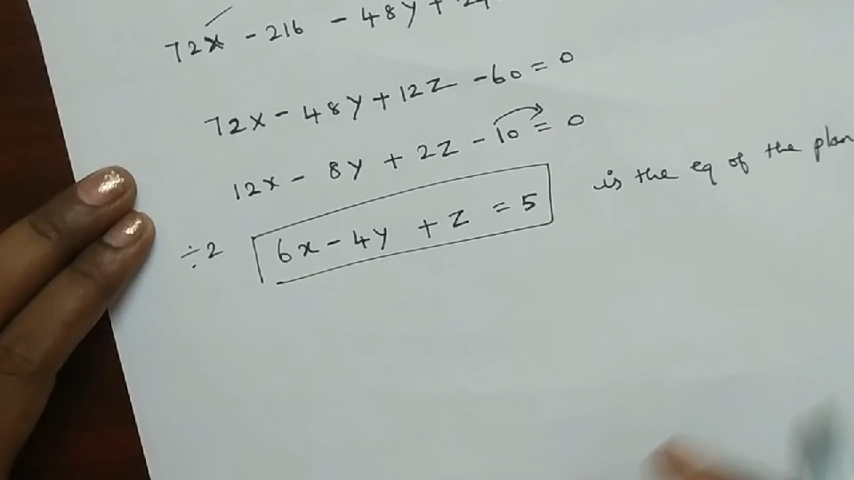 72x - 216 - 48y + 24
72x - 48y + 12z - 60 = 0
12x - 8y + 2z - 10 = 0
÷2 6x - 4y + z = 5 is the eq of the plan